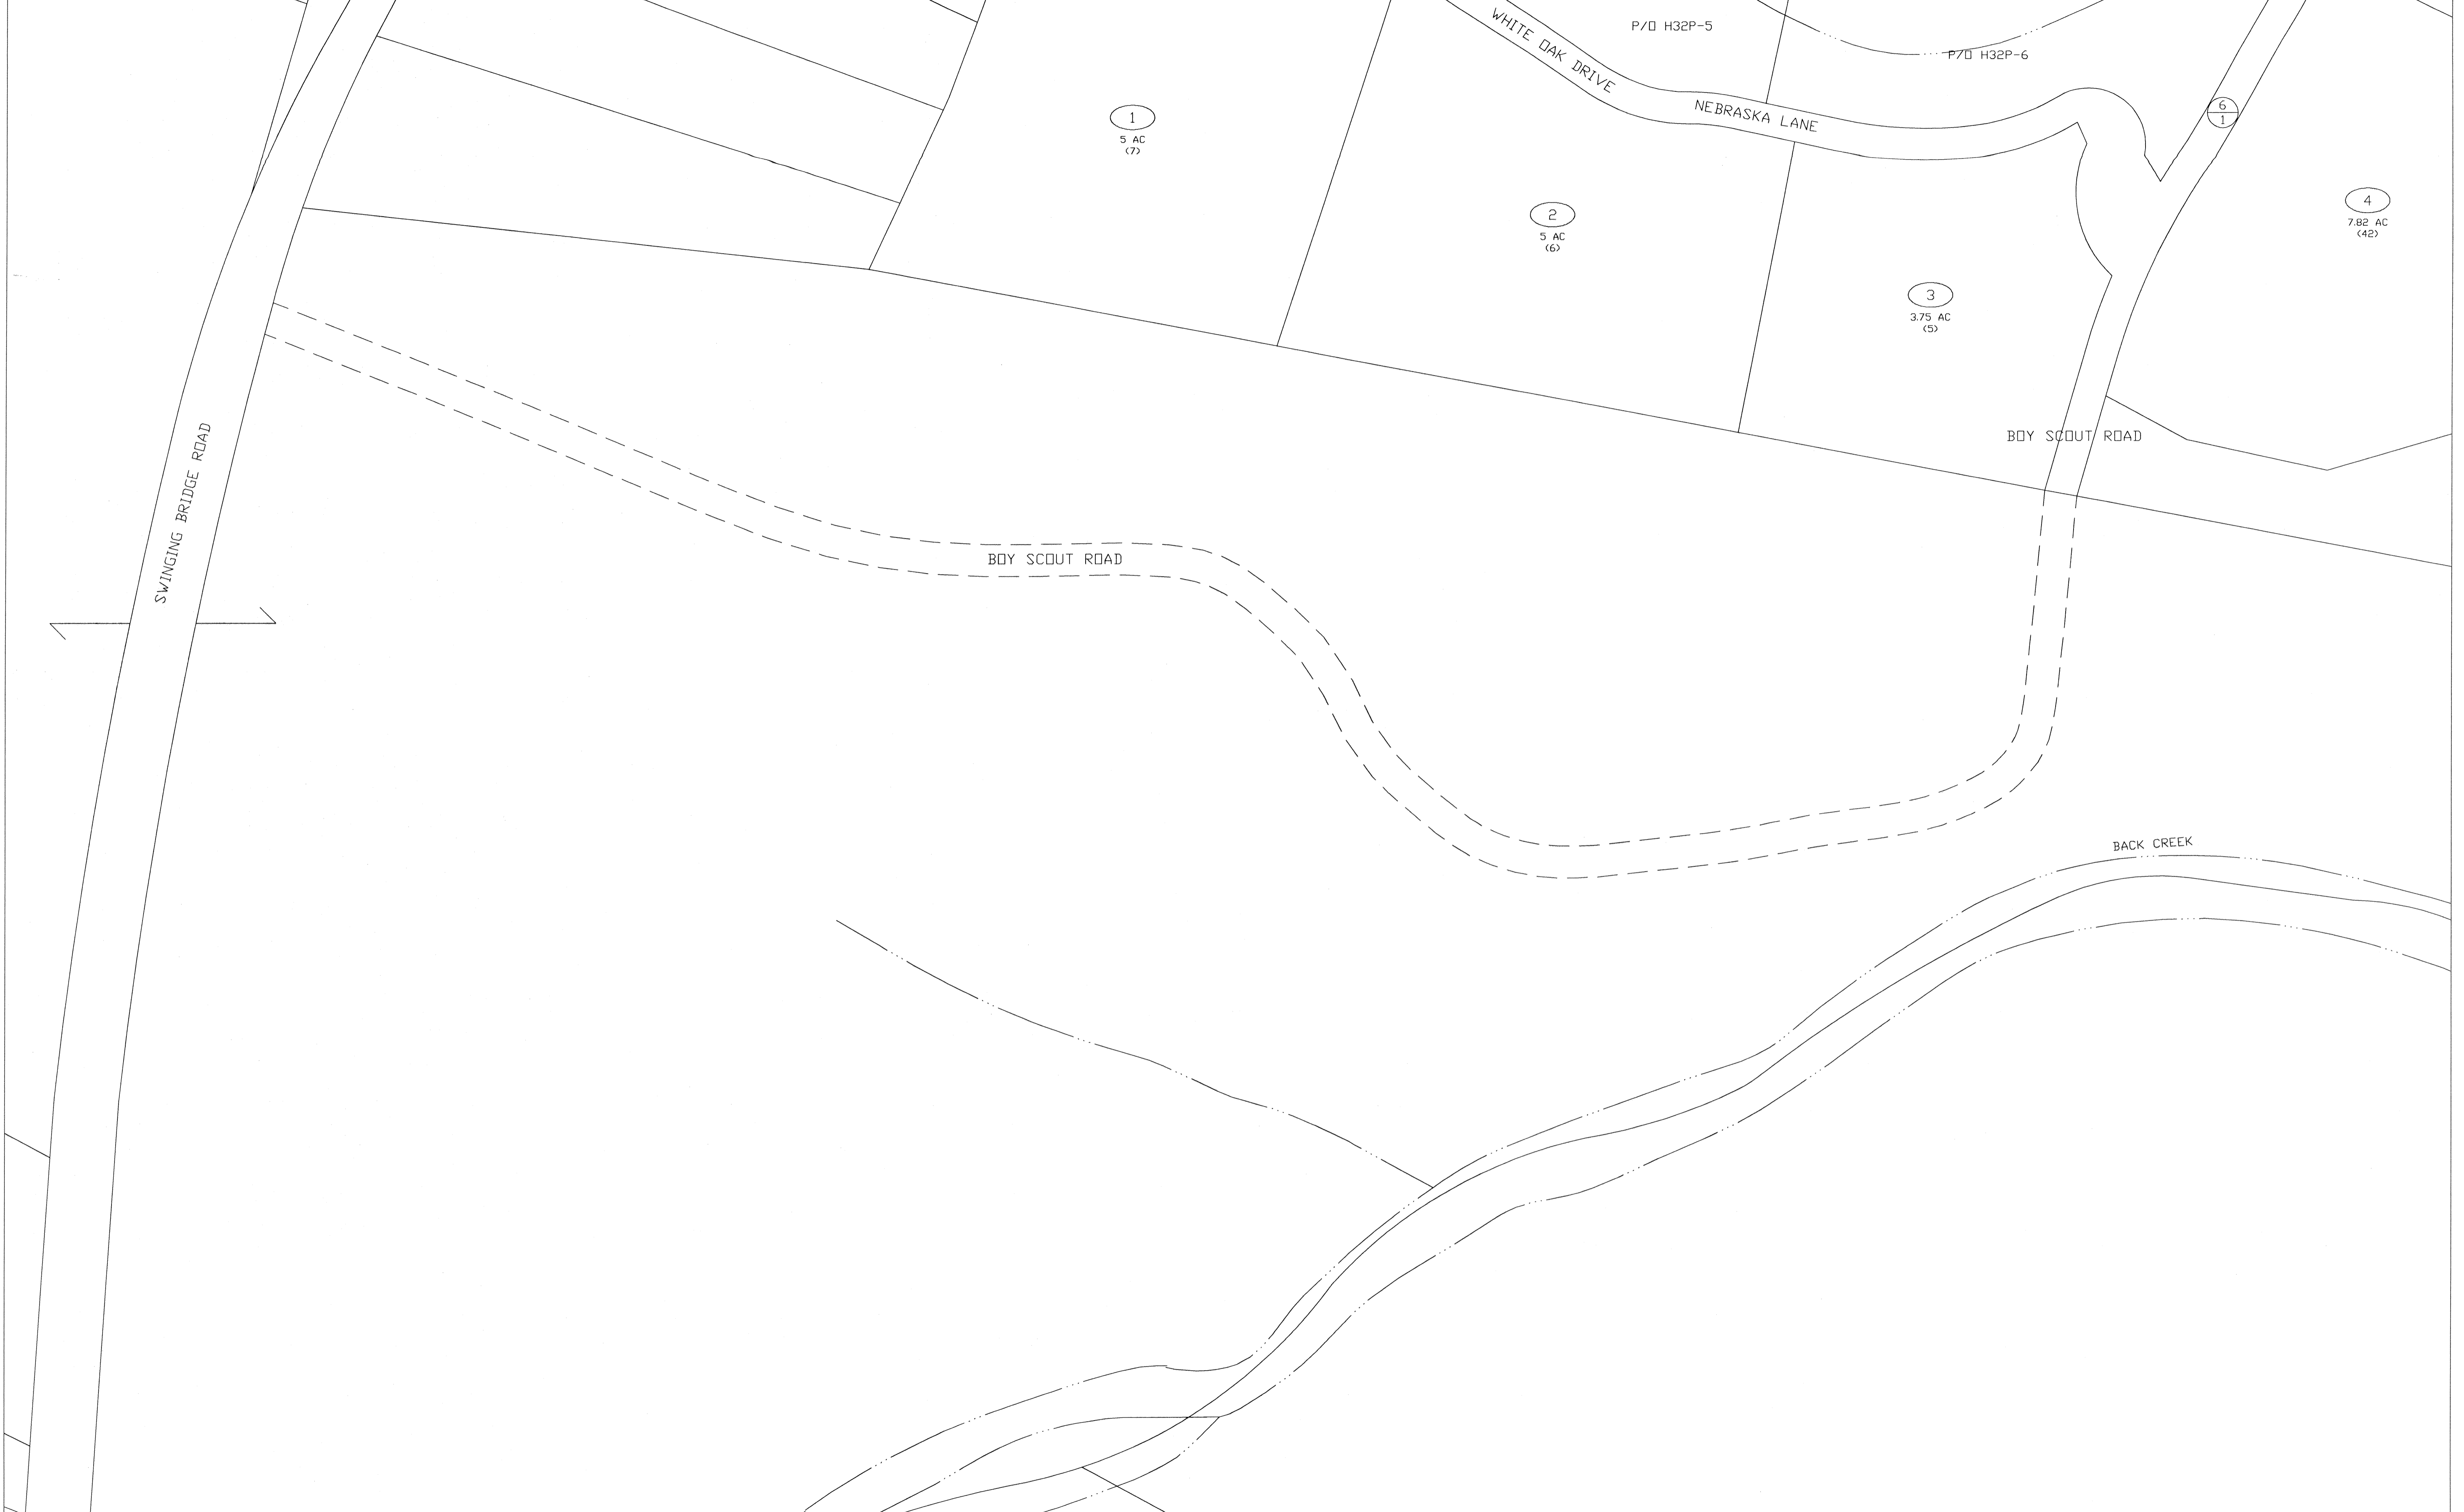 P/O H32P-5
WHITE OAK DRIVE
P/O H32P-6
NEBRASKA LANE
6
1
1
5 AC
(7)
2
5 AC
(6)
4
7.82 AC
(42)
3
3.75 AC
(5)
BOY SCOUT ROAD
SWINGING BRIDGE ROAD
BOY SCOUT ROAD
BACK CREEK